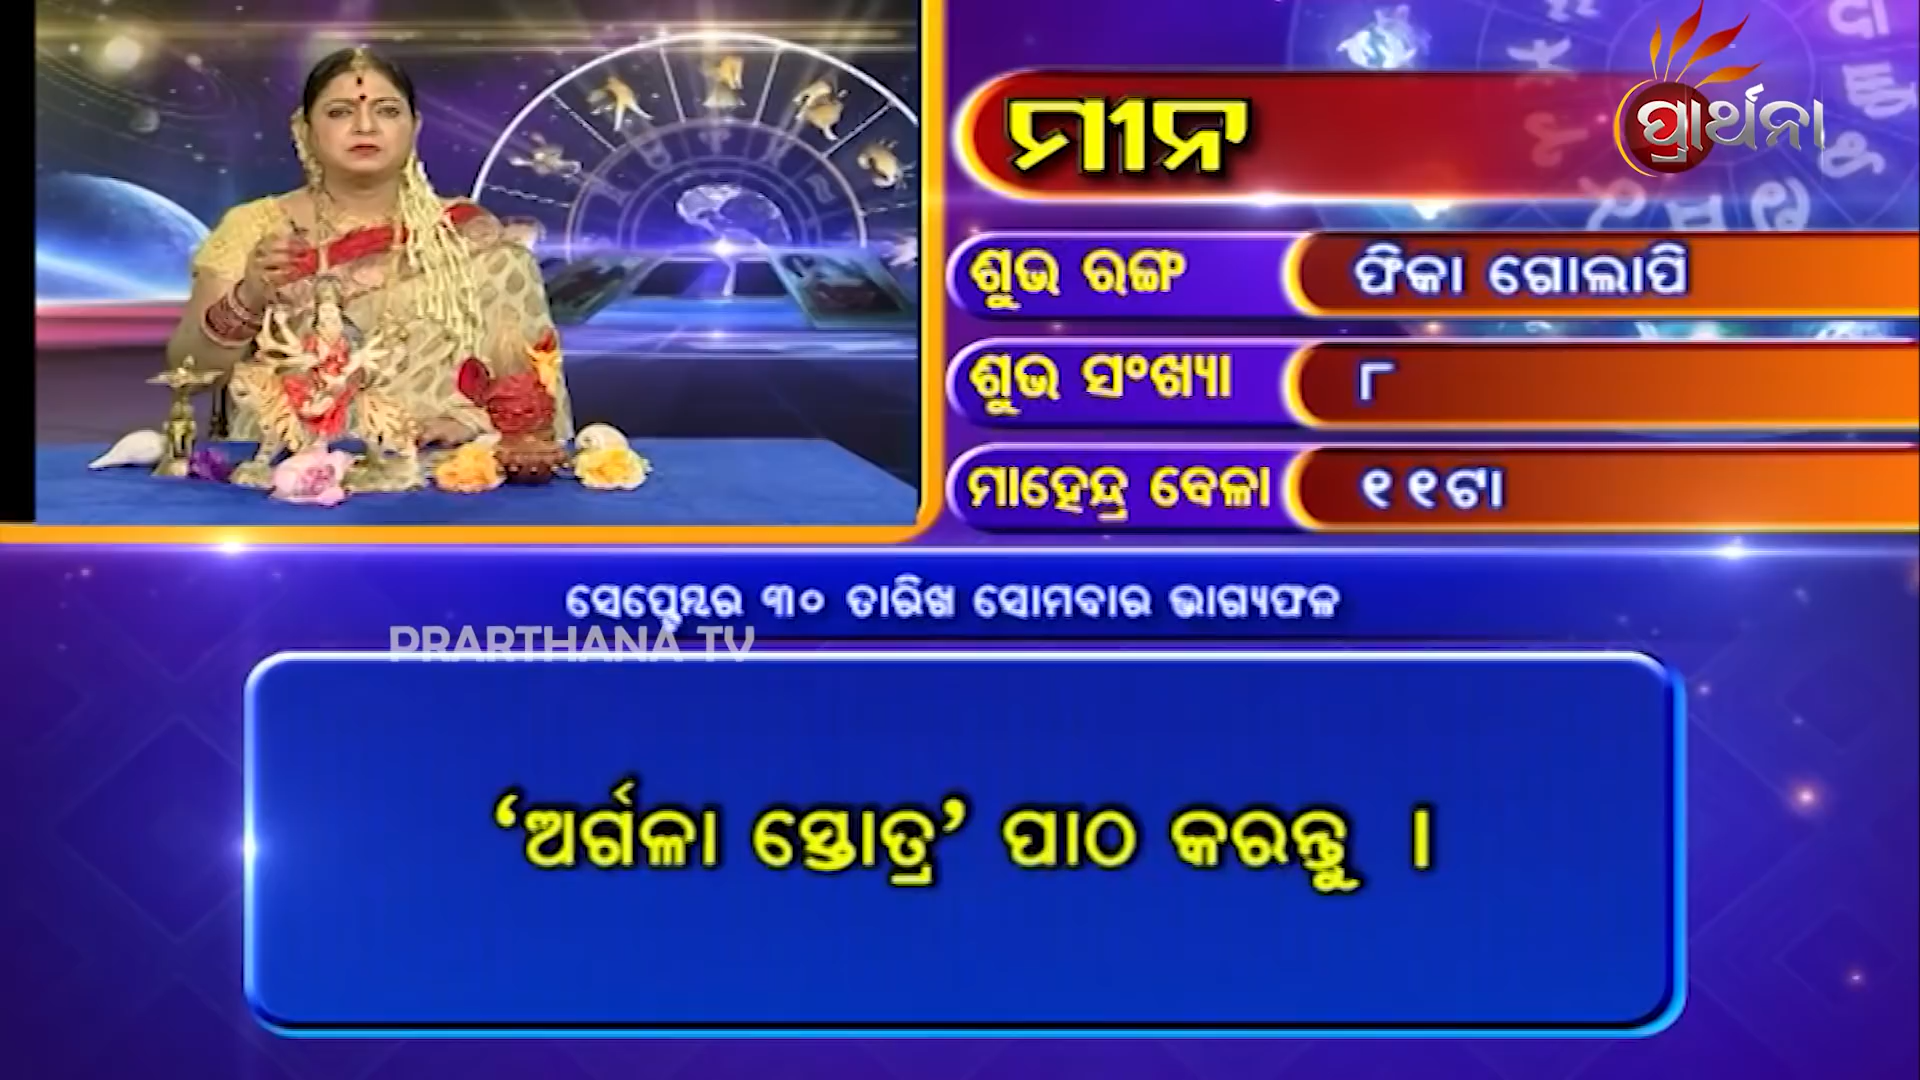 ମୀନ
ପ୍ରାର୍ଥନା
ଶୁଭ ରଙ୍ଗ ଫିକା ଗୋଲାପି
ଶୁଭ ସଂଖ୍ୟା ୮
ମାହେନ୍ଦ୍ର ବେଳା ୧୧ଟା
ସେପ୍ଟେମ୍ବର ୩୦ ତାରିଖ ସୋମବାର ଭାଗ୍ୟଫଳ
PRARTHANA TV
‘ଅର୍ଗଳା ସ୍ତୋତ୍ର’ ପାଠ କରନ୍ତୁ ।